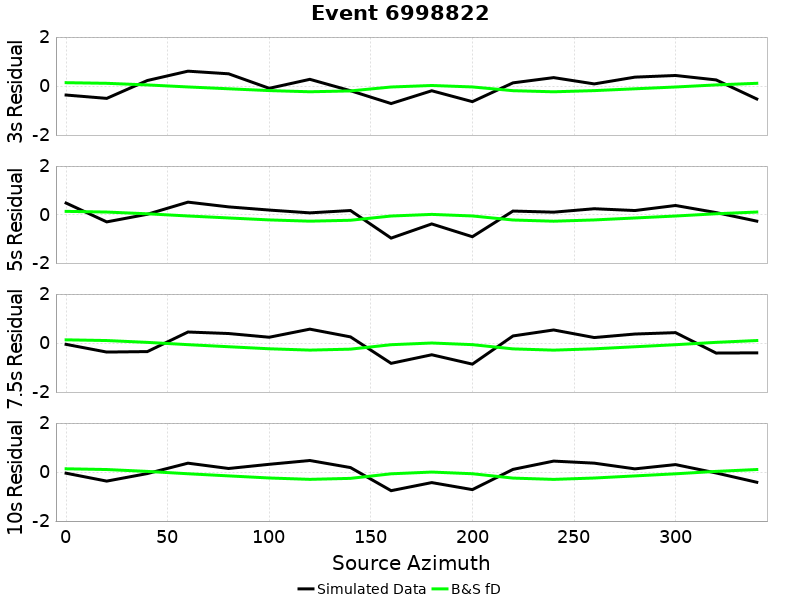 Event 6998822
3s Residual
2
0
-2
5s Residual
2
0
-2
7.5s Residual
2
0
-2
10s Residual
2
0
-2
0 50 100 150 200 250 300
Source Azimuth
Simulated Data B&S fD